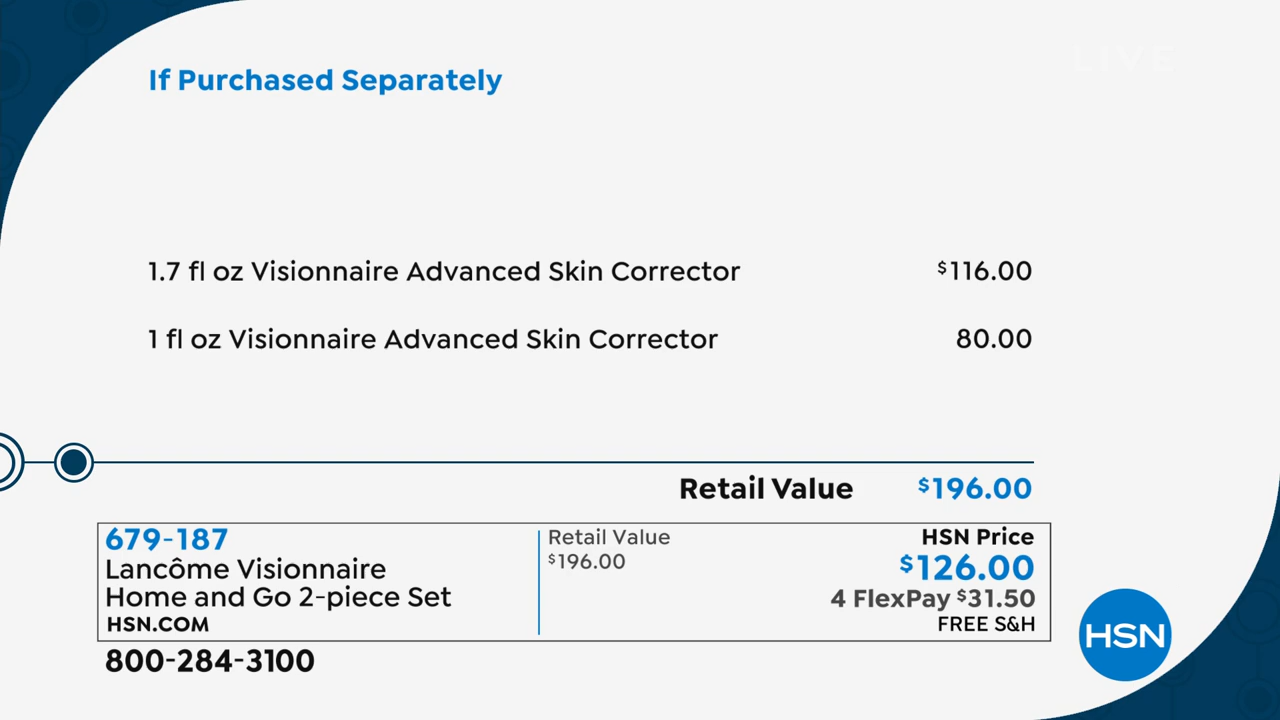 LIVE
If Purchased Separately
1.7 fl oz Visionnaire Advanced Skin Corrector $116.00
1 fl oz Visionnaire Advanced Skin Corrector 80.00
Retail Value $196.00
679-187
Lancôme Visionnaire
Home and Go 2-piece Set
HSN.COM
Retail Value
$196.00
HSN Price
$126.00
4 FlexPay $31.50
FREE S&H
800-284-3100
HSN